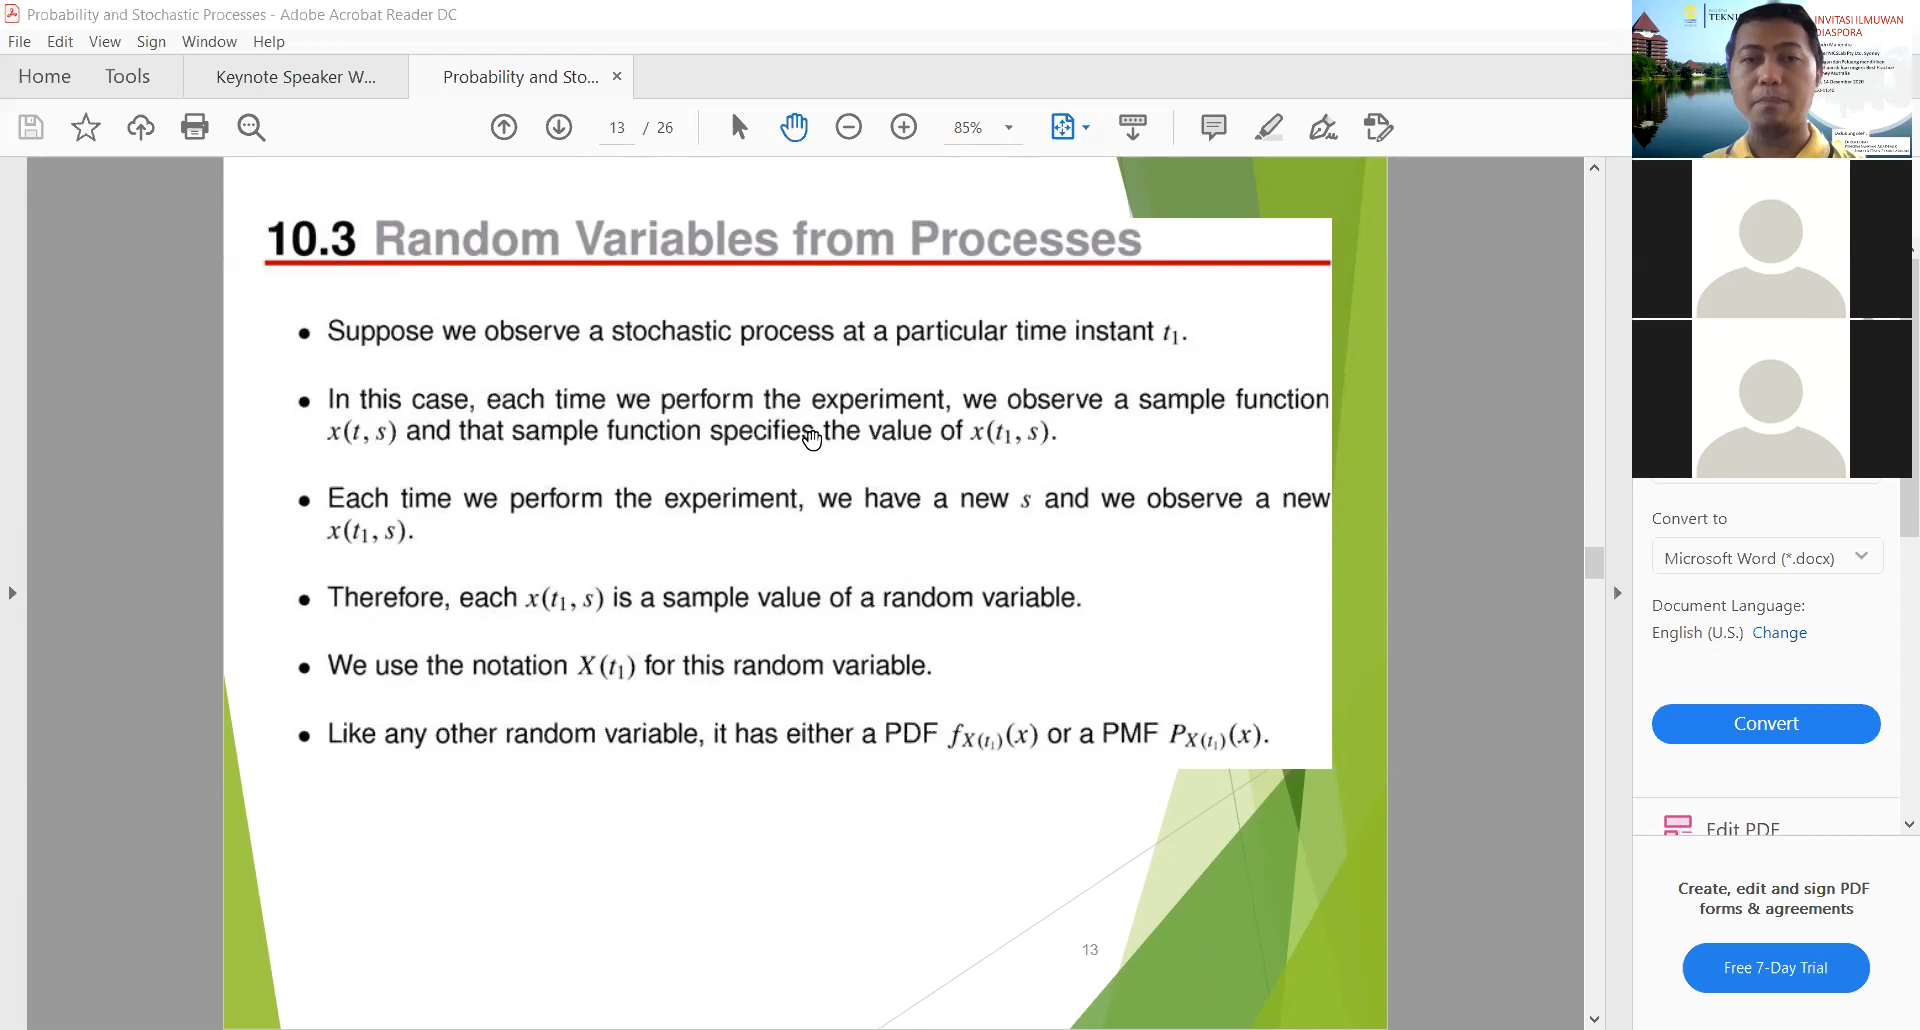 Probability and Stochastic Processes - Adobe Acrobat Reader DC
File Edit View Sign Window Help
Home Tools Keynote Speaker W... Probability and Sto... ×
13 / 26 85%
10.3 Random Variables from Processes
• Suppose we observe a stochastic process at a particular time instant t₁.
• In this case, each time we perform the experiment, we observe a sample function
x(t, s) and that sample function specifies the value of x(t₁, s).
• Each time we perform the experiment, we have a new s and we observe a new
x(t₁, s).
• Therefore, each x(t₁, s) is a sample value of a random variable.
• We use the notation X(t₁) for this random variable.
• Like any other random variable, it has either a PDF f_X(t₁)(x) or a PMF P_X(t₁)(x).
13
INVITASI ILMUWAN
DIASPORA
Convert to
Microsoft Word (*.docx)
Document Language:
English (U.S.) Change
Convert
Edit PDF
Create, edit and sign PDF
forms & agreements
Free 7-Day Trial